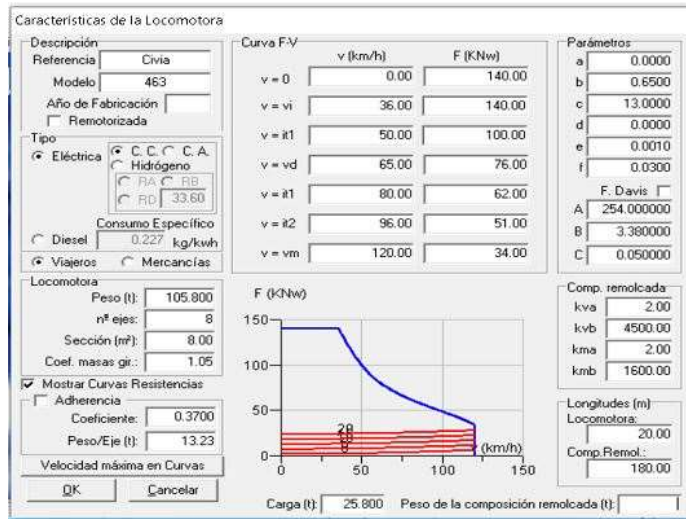 Características de la Locomotora
Descripción
Referencia Civia
Modelo 463
Año de Fabricación
Remotorizada
Tipo
Eléctrica C. C. C. A.
Hidrógeno
RA RB
RD 33.60
Consumo Específico
Diesel 0.227 kg/kwh
Viajeros Mercancías
Locomotora
Peso (t): 105.800
nº ejes: 8
Sección (m²): 8.00
Coef. masas gir.: 1.05
Mostrar Curvas Resistencias
Adherencia
Coeficiente: 0.3700
Peso/Eje (t): 13.23
Velocidad máxima en Curvas
OK Cancelar
Curva F-V
v (km/h) F (KNw)
v = 0 0.00 140.00
v = vi 36.00 140.00
v = it1 50.00 100.00
v = vd 65.00 76.00
v = it1 80.00 62.00
v = it2 96.00 51.00
v = vm 120.00 34.00
F (KNw)
150
100
50
0
20
(km/h)
0 50 100 150
Carga (t): 25.800 Peso de la composición remolcada (t):
Parámetros
a 0.0000
b 0.6500
c 13.0000
d 0.0000
e 0.0010
f 0.0300
F. Davis
A 254.000000
B 3.380000
C 0.050000
Comp. remolcada
kva 2.00
kvb 4500.00
kma 2.00
kmb 1600.00
Longitudes (m)
Locomotora:
20.00
Comp.Remol.:
180.00